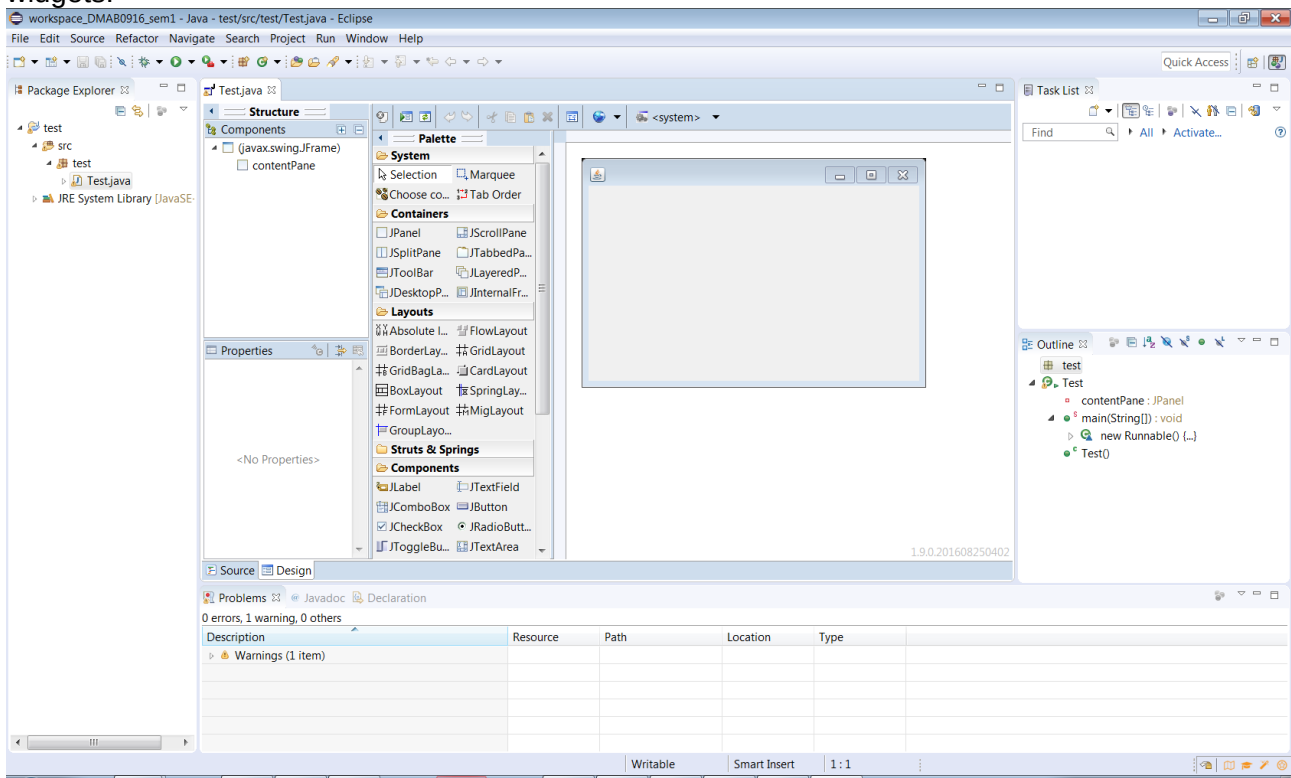 widgets.
workspace_DMAB0916_sem1 - Java - test/src/test/Test.java - Eclipse
File Edit Source Refactor Navigate Search Project Run Window Help
Quick Access
Package Explorer
test
src
test
Test.java
JRE System Library [JavaSE-
Test.java
Structure
Components
(javax.swing.JFrame)
contentPane
Properties
<No Properties>
<system>
Palette
System
Selection Marquee
Choose co... Tab Order
Containers
JPanel JScrollPane
JSplitPane JTabbedPa...
JToolBar JLayeredP...
JDesktopP... JInternalFr...
Layouts
Absolute l... FlowLayout
BorderLay... GridLayout
GridBagLa... CardLayout
BoxLayout SpringLay...
FormLayout MigLayout
GroupLayo...
Struts & Springs
Components
JLabel JTextField
JComboBox JButton
JCheckBox JRadioButt...
JToggleBu... JTextArea
1.9.0.201608250402
Source Design
Task List
Find All Activate...
Outline
test
Test
contentPane : JPanel
main(String[]) : void
new Runnable() {...}
Test()
Problems Javadoc Declaration
0 errors, 1 warning, 0 others
Description Resource Path Location Type
Warnings (1 item)
Writable Smart Insert 1 : 1